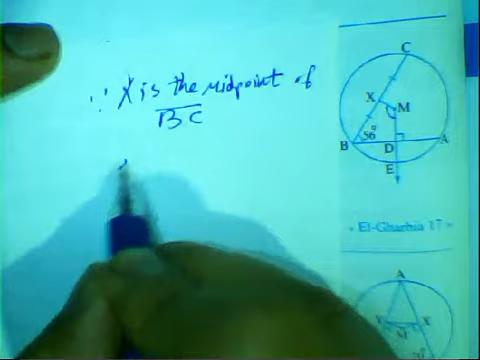 ∵ X is the midpoint of
BC
C
X
M
56°
B
D
A
E
« El-Gharbia 17 »
A
X
Y
M